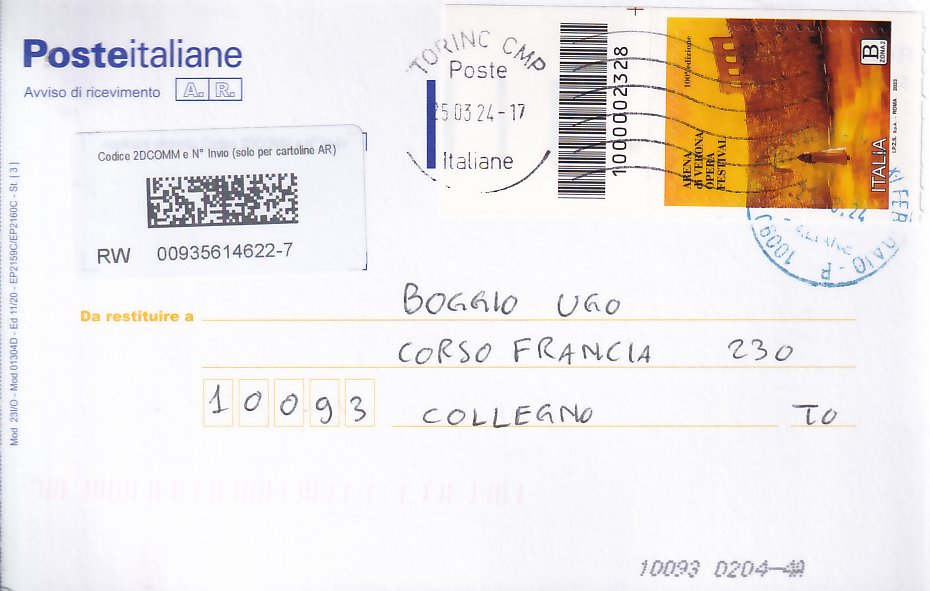 Posteitaliane
Avviso di ricevimento A. R.
Codice 2DCOMM e N° Invio (solo per cartoline AR)
RW 00935614622-7
Mod 23I/O - Mod 01304D - Ed 11/20 - EP2159C/EP2160C - St [3]
TORINO CMP
Poste
25 03 24-17
Italiane
1000002328
100ª edizione
ARENA
di VERONA
OPERA
FESTIVAL
B
ZONA 2
ITALIA
I.P.Z.S. S.p.A. - ROMA 2023
.24
10097
Da restituire a BOGGIO UGO
CORSO FRANCIA 230
10093 COLLEGNO TO
10093 0204-